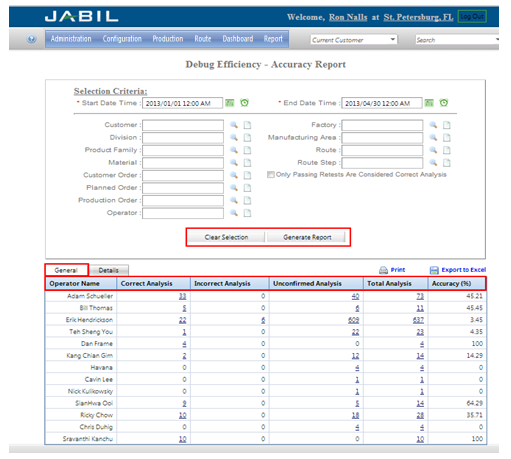 JABIL
Welcome, Ron Nalls at St. Petersburg, FL Log Out
Administration Configuration Production Route Dashboard Report Current Customer Search
Debug Efficiency - Accuracy Report
Selection Criteria:
* Start Date Time : 2013/01/01 12:00 AM * End Date Time : 2013/04/30 12:00 AM
Customer : Factory :
Division : Manufacturing Area :
Product Family : Route :
Material : Route Step :
Customer Order : Only Passing Retests Are Considered Correct Analysis
Planned Order :
Production Order :
Operator :
Clear Selection Generate Report
General Details Print Export to Excel
Operator Name Correct Analysis Incorrect Analysis Unconfirmed Analysis Total Analysis Accuracy (%)
Adam Schueller 33 0 40 73 45.21
Bill Thomas 5 0 6 11 45.45
Erik Hendrickson 22 6 609 637 3.45
Teh Sheng You 1 0 22 23 4.35
Dan Frame 4 0 0 4 100
Kang Chian Gim 2 0 12 14 14.29
Havana 0 0 4 4 0
Cavin Lee 0 0 1 1 0
Nick Kulkowsky 0 0 1 1 0
SianHwa Ooi 9 0 5 14 64.29
Ricky Chow 10 0 18 28 35.71
Chris Duhig 0 0 4 4 0
Sravanthi Kanchu 10 0 0 10 100